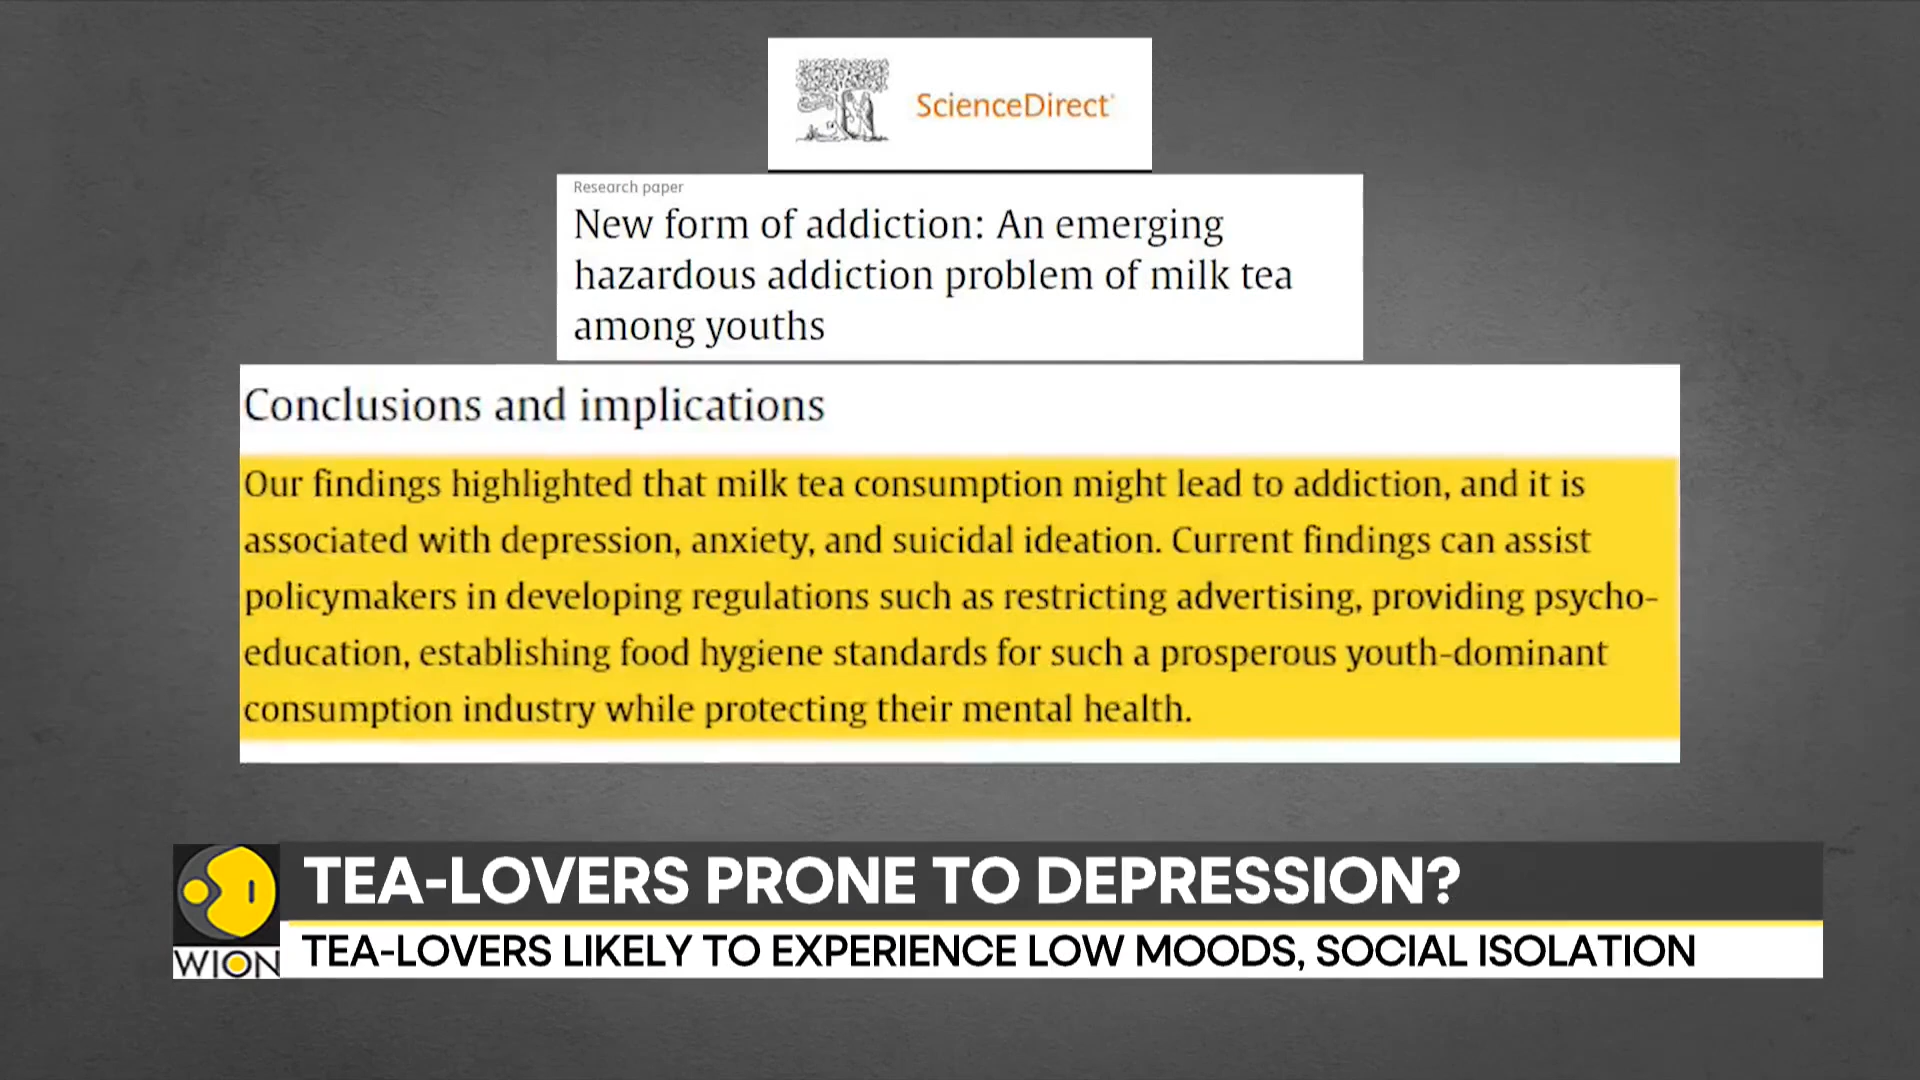 ScienceDirect
Research paper
New form of addiction: An emerging
hazardous addiction problem of milk tea
among youths
Conclusions and implications
Our findings highlighted that milk tea consumption might lead to addiction, and it is
associated with depression, anxiety, and suicidal ideation. Current findings can assist
policymakers in developing regulations such as restricting advertising, providing psycho-
education, establishing food hygiene standards for such a prosperous youth-dominant
consumption industry while protecting their mental health.
TEA-LOVERS PRONE TO DEPRESSION?
TEA-LOVERS LIKELY TO EXPERIENCE LOW MOODS, SOCIAL ISOLATION
WION